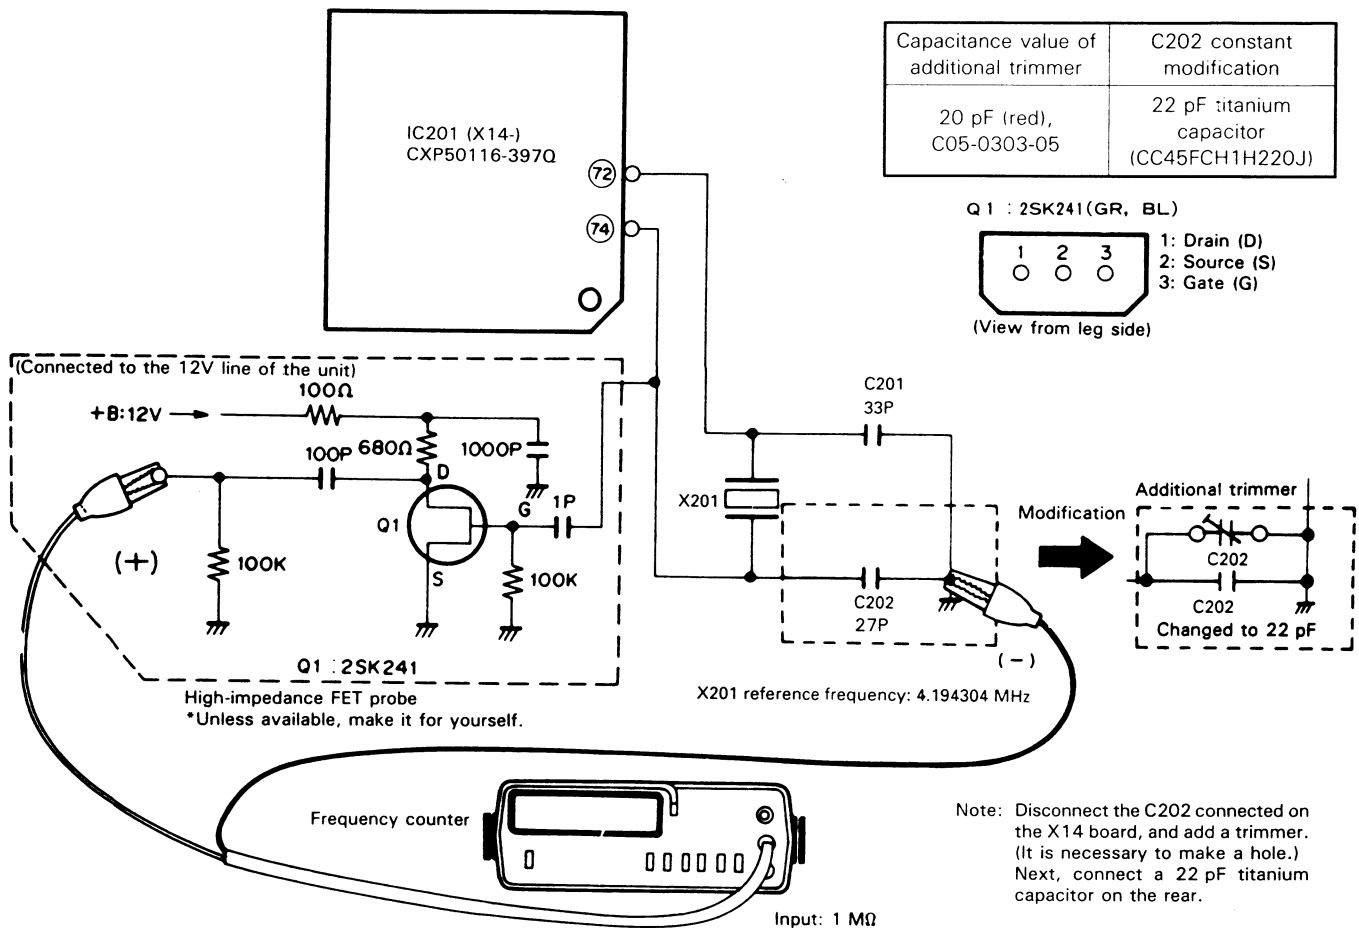 Capacitance value of additional trimmer
C202 constant modification
20 pF (red), C05-0303-05
22 pF titanium capacitor (CC45FCH1H220J)
IC201 (X14-)
CXP50116-397Q
72
74
Q1 : 2SK241(GR, BL)
1 2 3
1: Drain (D)
2: Source (S)
3: Gate (G)
(View from leg side)
(Connected to the 12V line of the unit)
100Ω
+B:12V
680Ω
1000P
100P
D
G
1P
Q1
S
(+)
100K
100K
Q1 : 2SK241
High-impedance FET probe
*Unless available, make it for yourself.
C201
33P
X201
C202
27P
(-)
Modification
Additional trimmer
C202
C202
Changed to 22 pF
X201 reference frequency: 4.194304 MHz
Frequency counter
Input: 1 MΩ
Note: Disconnect the C202 connected on
the X14 board, and add a trimmer.
(It is necessary to make a hole.)
Next, connect a 22 pF titanium
capacitor on the rear.